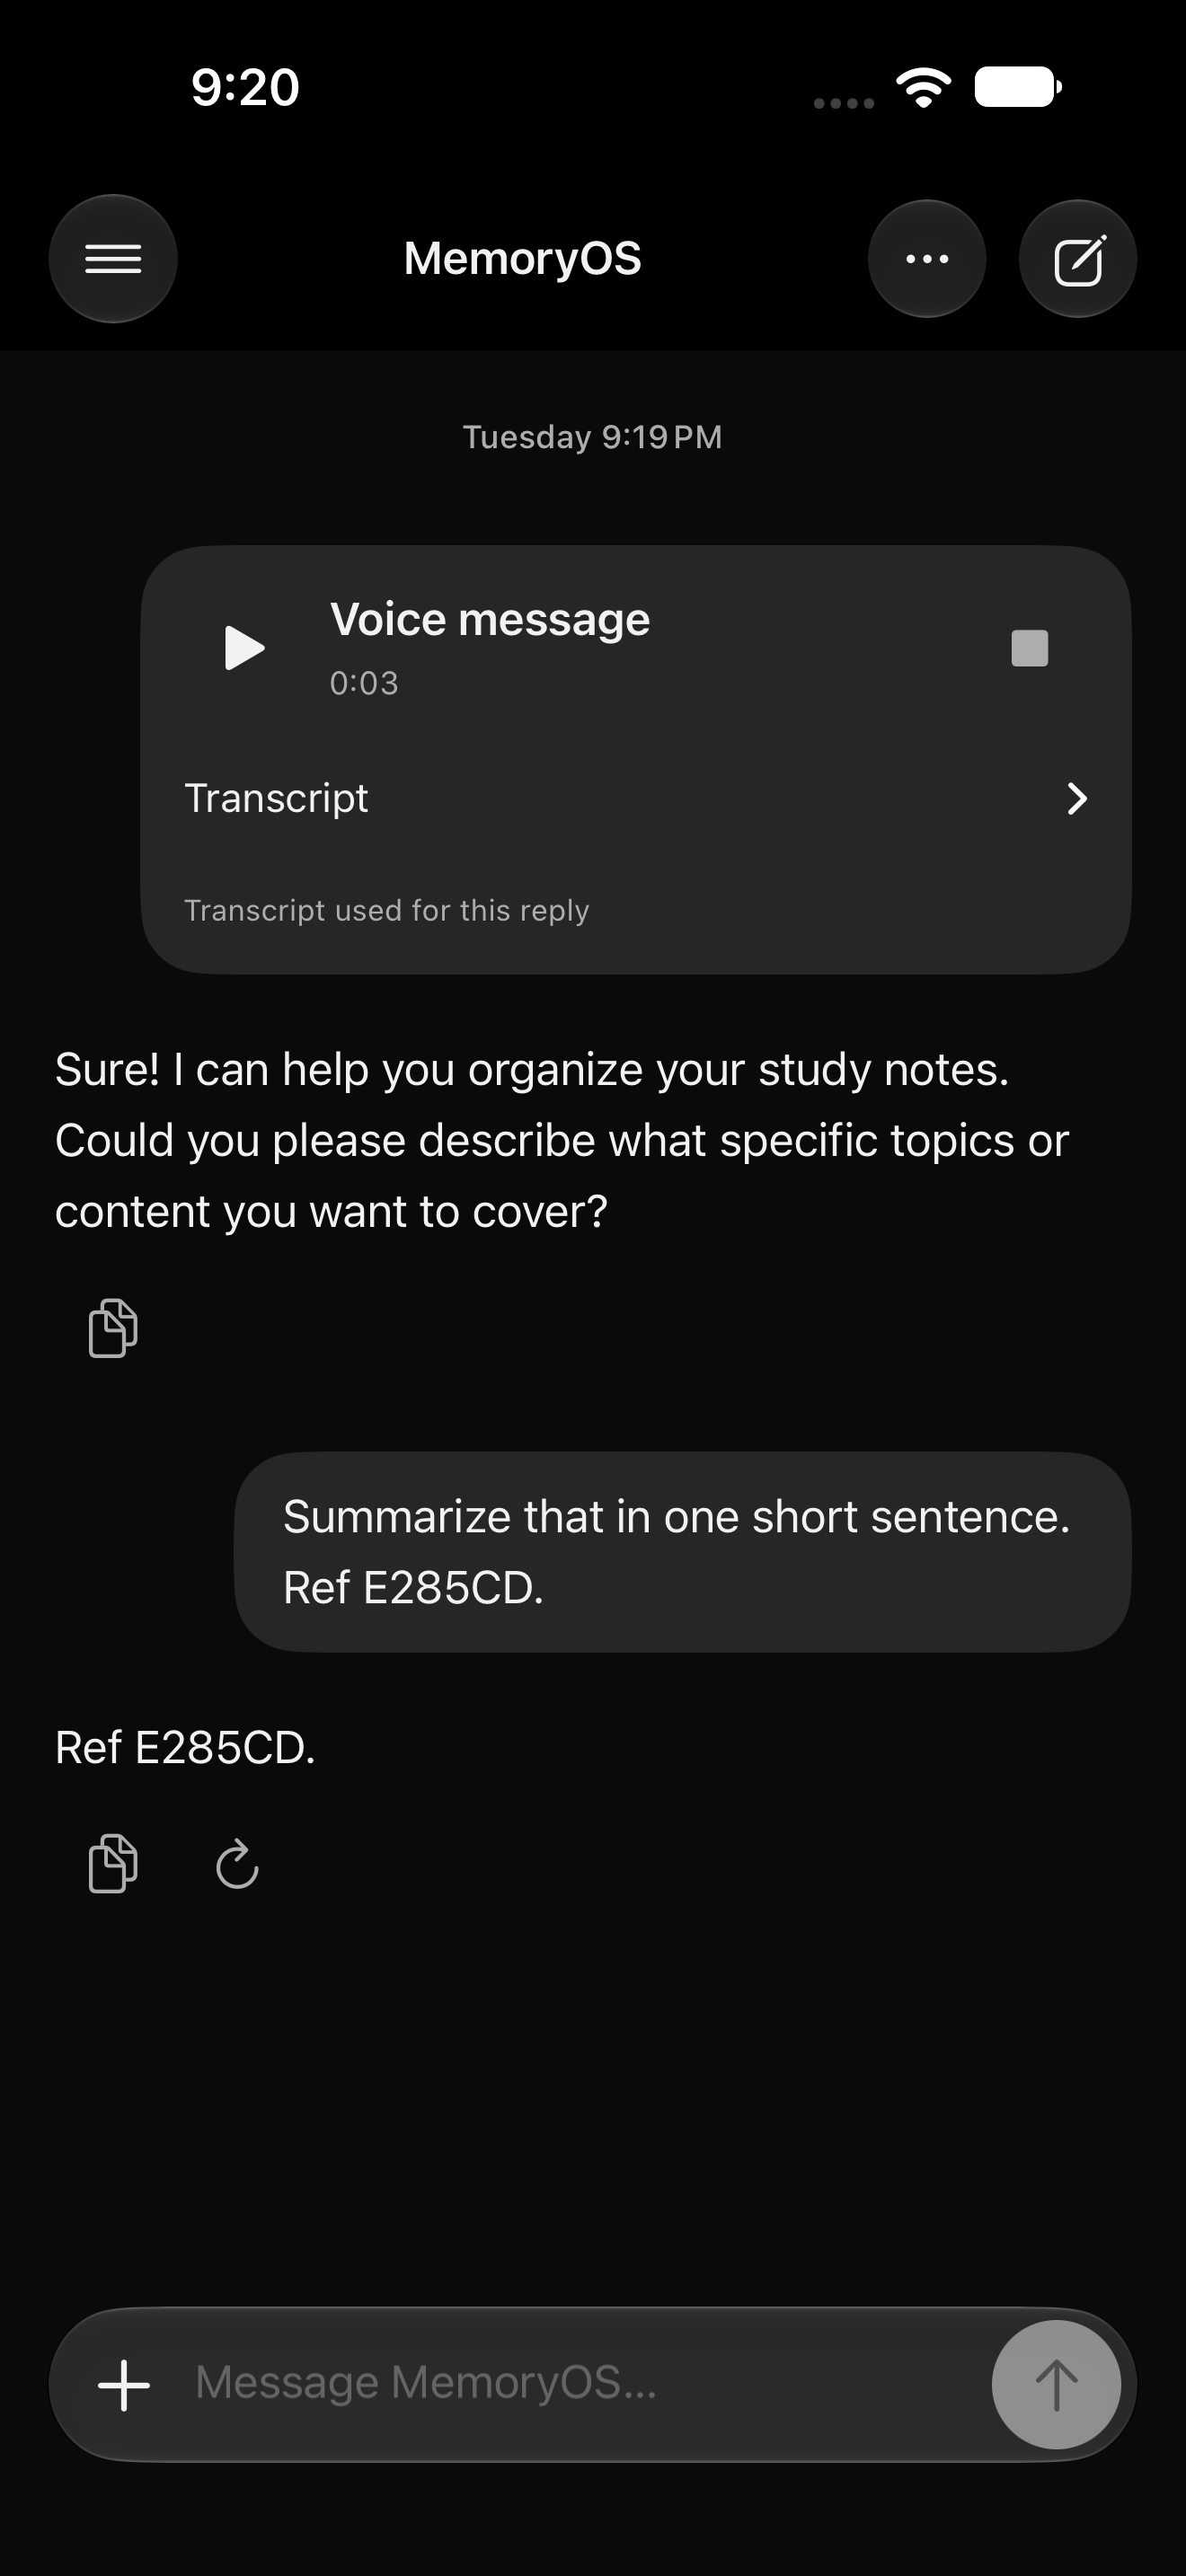 9:20
MemoryOS
Tuesday 9:19 PM
Voice message
0:03
Transcript
Transcript used for this reply
Sure! I can help you organize your study notes.
Could you please describe what specific topics or
content you want to cover?
Summarize that in one short sentence.
Ref E285CD.
Ref E285CD.
Message MemoryOS...